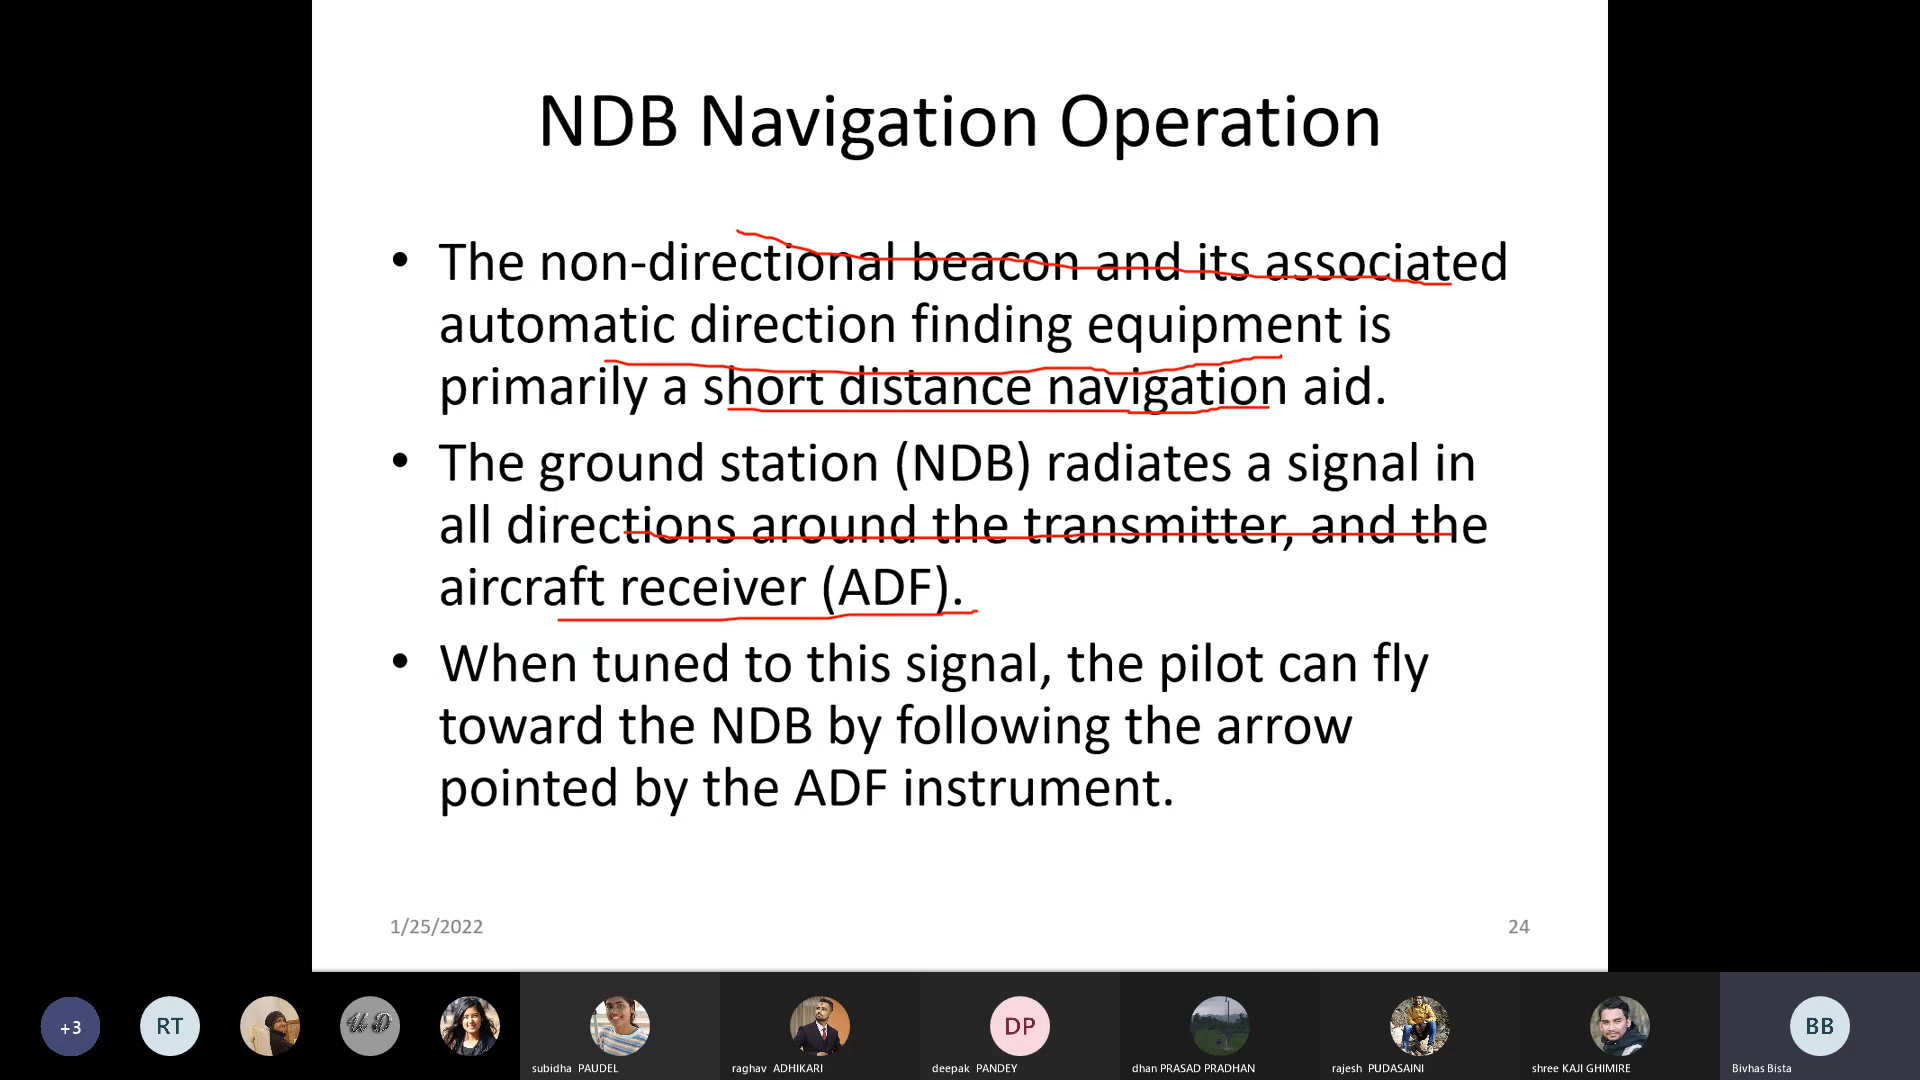 NDB Navigation Operation
• The non-directional beacon and its associated
automatic direction finding equipment is
primarily a short distance navigation aid.
• The ground station (NDB) radiates a signal in
all directions around the transmitter, and the
aircraft receiver (ADF).
• When tuned to this signal, the pilot can fly
toward the NDB by following the arrow
pointed by the ADF instrument.
1/25/2022
24
+3
RT
U D
DP
BB
subidha PAUDEL
raghav ADHIKARI
deepak PANDEY
dhan PRASAD PRADHAN
rajesh PUDASAINI
shree KAJI GHIMIRE
Bivhas Bista